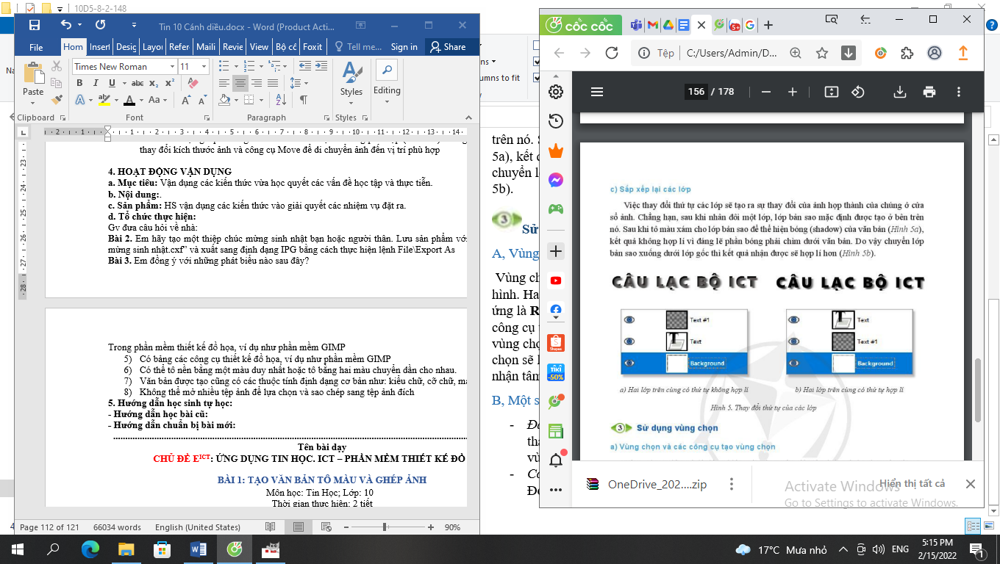 10D5-8-2-148
Tin 10 Cánh diều.docx - Word (Product Acti...
File Hom Insert Desig Layou Refer Maili Revie View Bộ cô Foxit Tell me... Sign in Share
Times New Roman 11
Paste
Styles
Editing
Clipboard Font Paragraph Styles
thay đổi kích thước ảnh và công cụ Move để di chuyển ảnh đến vị trí phù hợp
4. HOẠT ĐỘNG VẬN DỤNG
a. Mục tiêu: Vận dụng các kiến thức vừa học quyết các vấn đề học tập và thực tiễn.
b. Nội dung:.
c. Sản phẩm: HS vận dụng các kiến thức vào giải quyết các nhiệm vụ đặt ra.
d. Tổ chức thực hiện:
Gv đưa câu hỏi về nhà:
Bài 2. Em hãy tạo một thiệp chúc mừng sinh nhật bạn hoặc người thân. Lưu sản phẩm với
mừng sinh nhật.cxf” và xuất sang định dạng IPG bằng cách thực hiện lệnh File\Export As
Bài 3. Em đồng ý với những phát biểu nào sau đây?
Trong phần mềm thiết kế đồ họa, ví dụ như phần mềm GIMP
5) Có bảng các công cụ thiết kế đồ họa, ví dụ như phần mềm GIMP
6) Có thể tô nền bằng một màu duy nhất hoặc tô bằng hai màu chuyển dần cho nhau.
7) Văn bản được tạo cũng có các thuộc tính định dạng cơ bản như: kiểu chữ, cỡ chữ,
8) Không thể mở nhiều tệp ảnh để lựa chọn và sao chép sang tệp ảnh đích
5. Hướng dẫn học sinh tự học:
- Hướng dẫn học bài cũ:
- Hướng dẫn chuẩn bị bài mới:
Tên bài dạy
CHỦ ĐỀ EICT: ỨNG DỤNG TIN HỌC. ICT – PHẦN MỀM THIẾT KẾ ĐỒ
BÀI 1: TẠO VĂN BẢN TÔ MÀU VÀ GHÉP ẢNH
Môn học: Tin Học; Lớp: 10
Thời gian thực hiện: 2 tiết
Page 112 of 121 66034 words English (United States) 90%
umns to fit
trên nó. S
5a), kết q
chuyển l
5b).
3 Sử
A, Vùng
Vùng ch
hình. Ha
ứng là R
công cụ t
vùng chọ
chọn sẽ h
nhận tâm
B, Một s
- Đ
th
vù
- Co
Đ
cốc cốc
Tệp C:/Users/Admin/D...
156 / 178
c) Sắp xếp lại các lớp
Việc thay đổi thứ tự các lớp sẽ tạo ra sự thay đổi của ảnh hợp thành của chúng ở cửa
sổ ảnh. Chẳng hạn, sau khi nhân đôi một lớp, lớp bản sao mặc định được tạo ở bên trên
nó. Sau khi tô màu xám cho lớp bản sao để thể hiện bóng (shadow) của văn bản (Hình 5a),
kết quả không hợp lí vì đáng lẽ phần bóng phải chìm dưới văn bản. Do vậy chuyển lớp
bản sao xuống dưới lớp gốc thì kết quả nhận được sẽ hợp lí hơn (Hình 5b).
CÂU LẠC BỘ ICT CÂU LẠC BỘ ICT
Text #1 Text
Text Text #1
Background Background
a) Hai lớp trên cùng có thứ tự không hợp lí b) Hai lớp trên cùng có thứ tự hợp lí
Hình 5. Thay đổi thứ tự của các lớp
3 Sử dụng vùng chọn
a) Vùng chọn và các công cụ tạo vùng chọn
OneDrive_202....zip
Hiển thị tất cả
Activate Windows
Go to Settings to activate Windows.
17°C Mưa nhỏ ENG
5:15 PM
2/15/2022